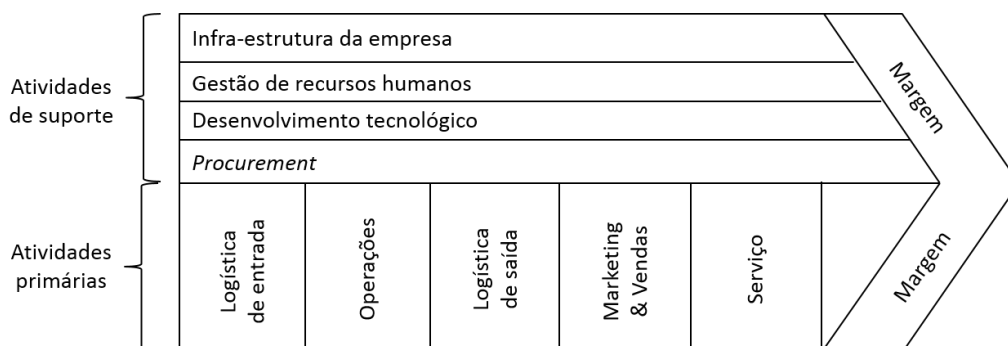 Atividades
de suporte
Infra-estrutura da empresa
Gestão de recursos humanos
Desenvolvimento tecnológico
Procurement
Margem
Atividades
primárias
Logística
de entrada
Operações
Logística
de saída
Marketing
& Vendas
Serviço
Margem